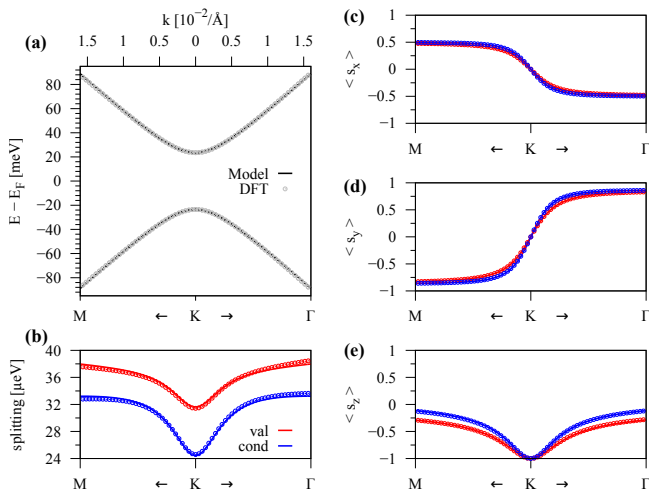 k [10⁻²/Å]
(a)
1.5 1 0.5 0 0.5 1 1.5
E − E_F [meV]
80
60
40
20
0
−20
−40
−60
−80
Model
DFT
M ← K → Γ
(b)
splitting [µeV]
40
36
32
28
24
val
cond
M ← K → Γ
(c)
< s_x >
1
0.5
0
−0.5
−1
M ← K → Γ
(d)
< s_y >
1
0.5
0
−0.5
−1
M ← K → Γ
(e)
< s_z >
1
0.5
0
−0.5
−1
M ← K → Γ